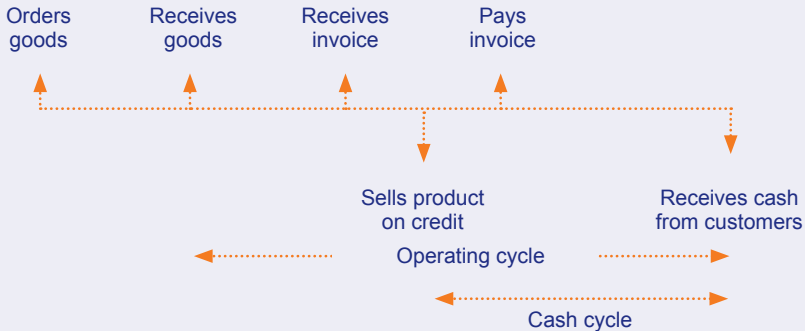 Orders
goods
Receives
goods
Receives
invoice
Pays
invoice
Sells product
on credit
Receives cash
from customers
Operating cycle
Cash cycle